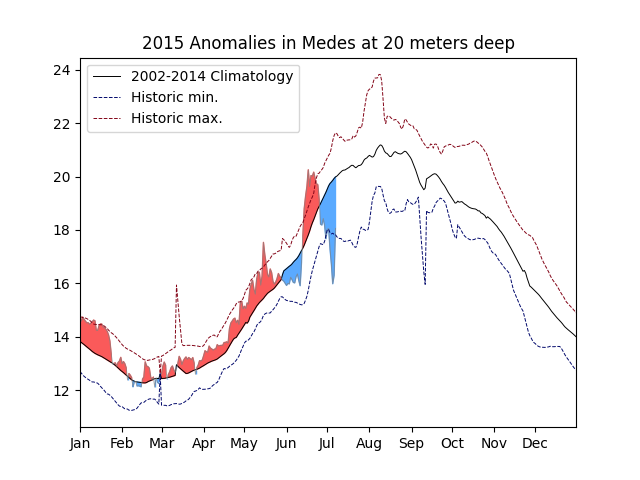 2015 Anomalies in Medes at 20 meters deep
2002-2014 Climatology
Historic min.
Historic max.
24
22
20
18
16
14
12
Jan Feb Mar Apr May Jun Jul Aug Sep Oct Nov Dec